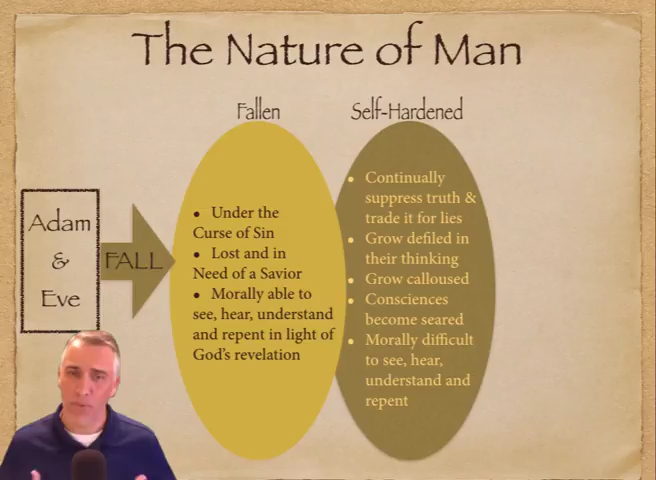 The Nature of Man
Fallen
Self-Hardened
Adam
&
Eve
FALL
• Under the
Curse of Sin
• Lost and in
Need of a Savior
• Morally able to
see, hear, understand
and repent in light of
God's revelation
• Continually
suppress truth &
trade it for lies
• Grow defiled in
their thinking
• Grow calloused
• Consciences
become seared
• Morally difficult
to see, hear,
understand and
repent